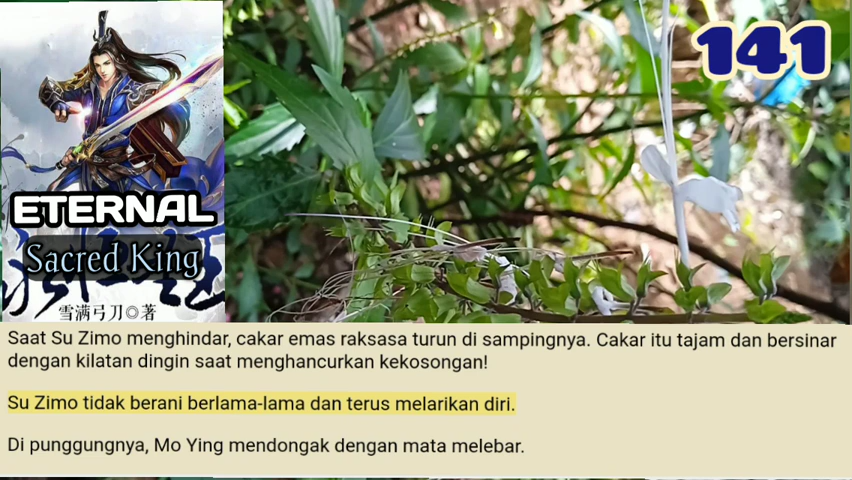 141
ETERNAL
Sacred King
雪满弓刀◎著
Saat Su Zimo menghindar, cakar emas raksasa turun di sampingnya. Cakar itu tajam dan bersinar
dengan kilatan dingin saat menghancurkan kekosongan!
Su Zimo tidak berani berlama-lama dan terus melarikan diri.
Di punggungnya, Mo Ying mendongak dengan mata melebar.